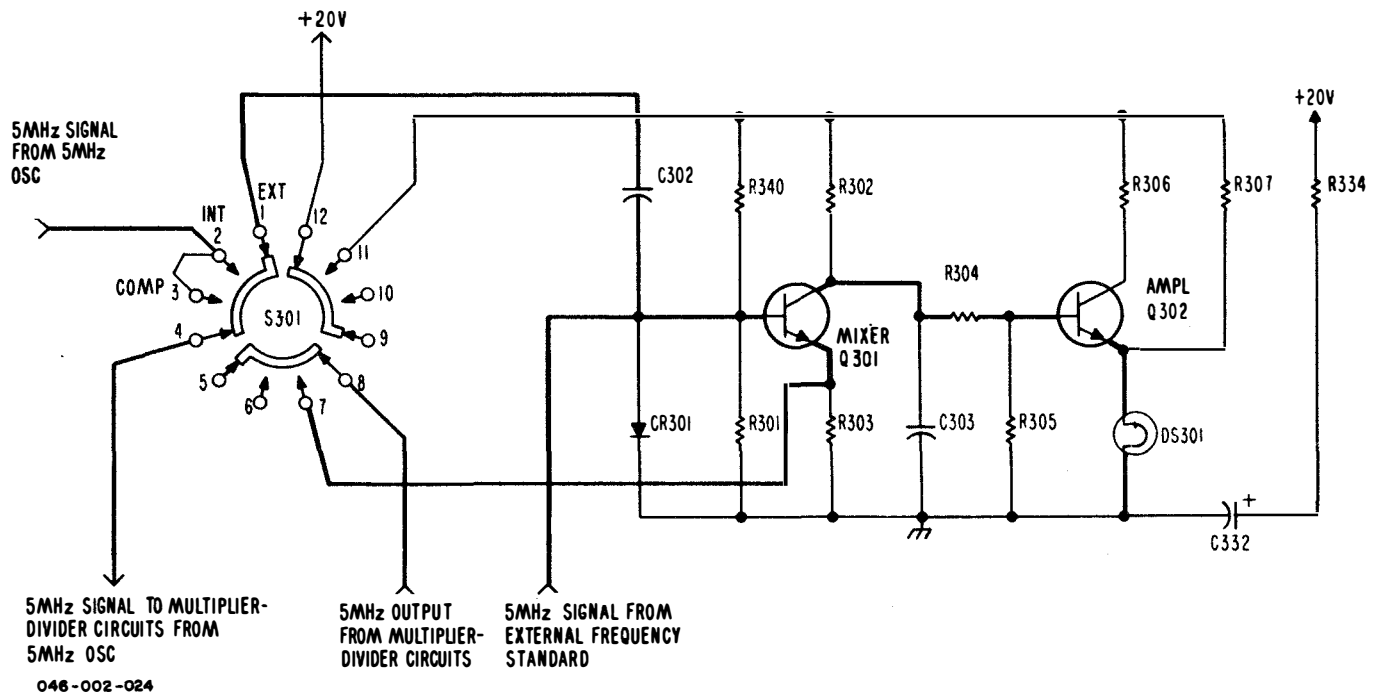 +20V
5MHz SIGNAL
FROM 5MHz
OSC
+20V
EXT
1
12
INT
2
11
COMP
3
10
S301
4
9
5
8
6
7
C302
R340
R302
R306
R307
R334
R304
AMPL
Q302
MIXER
Q301
CR301
R301
R303
C303
R305
DS301
+
C332
5MHz SIGNAL TO MULTIPLIER-
DIVIDER CIRCUITS FROM
5MHz OSC
5MHz OUTPUT
FROM MULTIPLIER-
DIVIDER CIRCUITS
5MHz SIGNAL FROM
EXTERNAL FREQUENCY
STANDARD
046-002-024